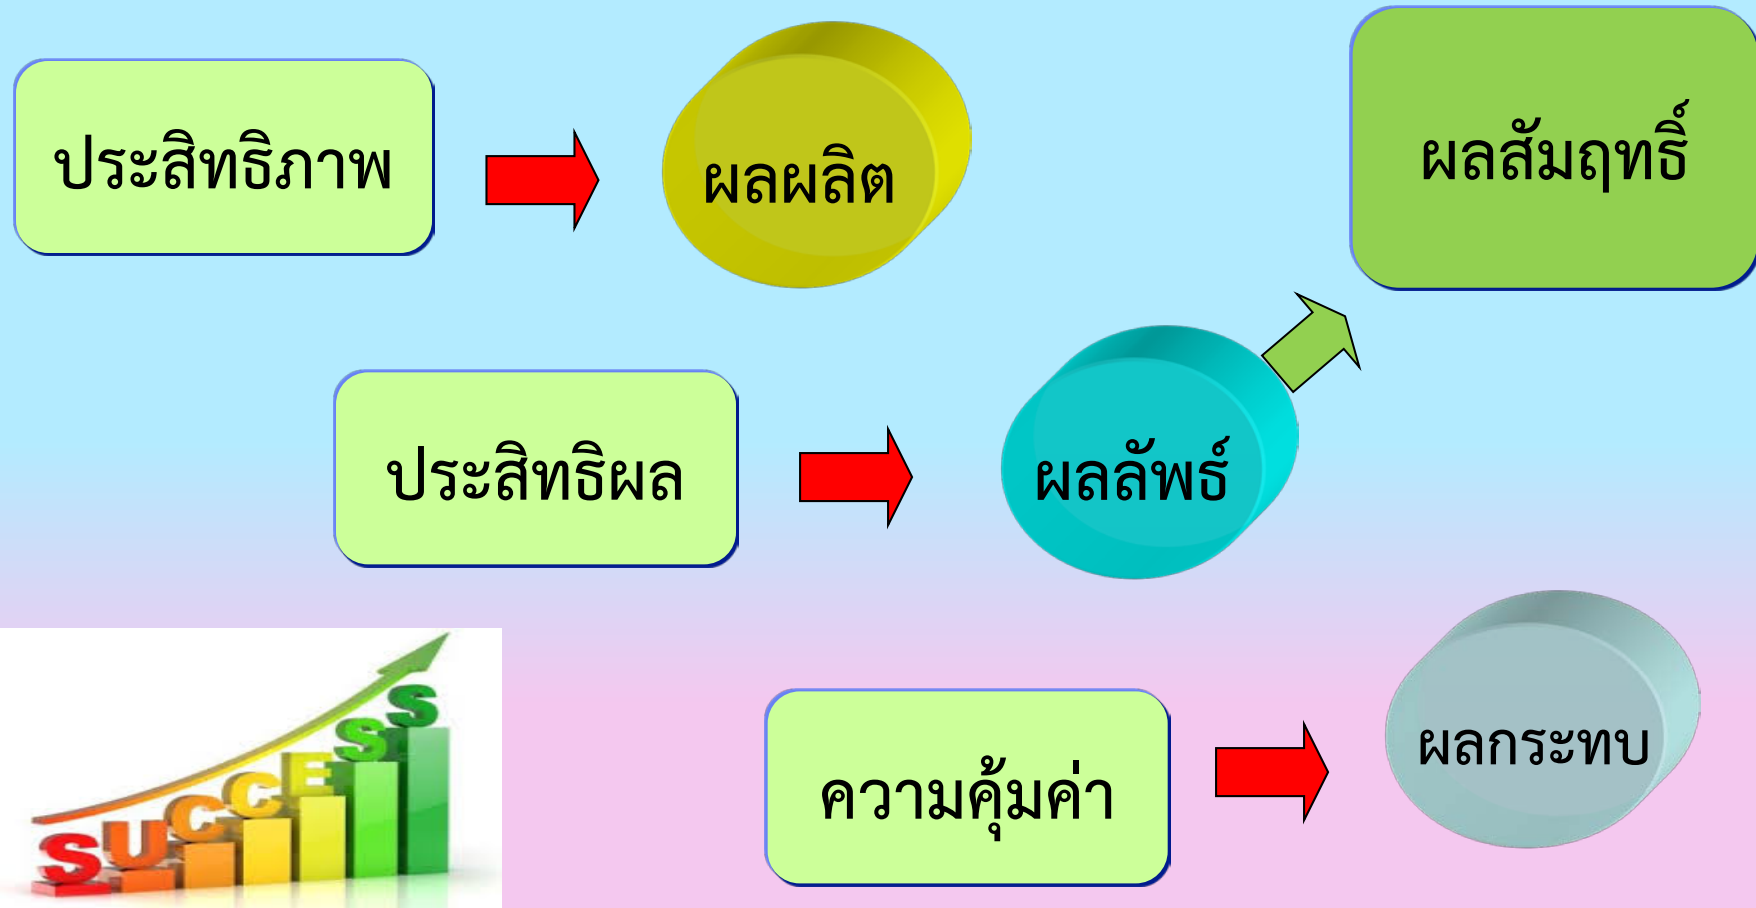 ประสิทธิภาพ
ผลผลิต
ผลสัมฤทธิ์
ประสิทธิผล
ผลลัพธ์
ความคุ้มค่า
ผลกระทบ
SUCCESS